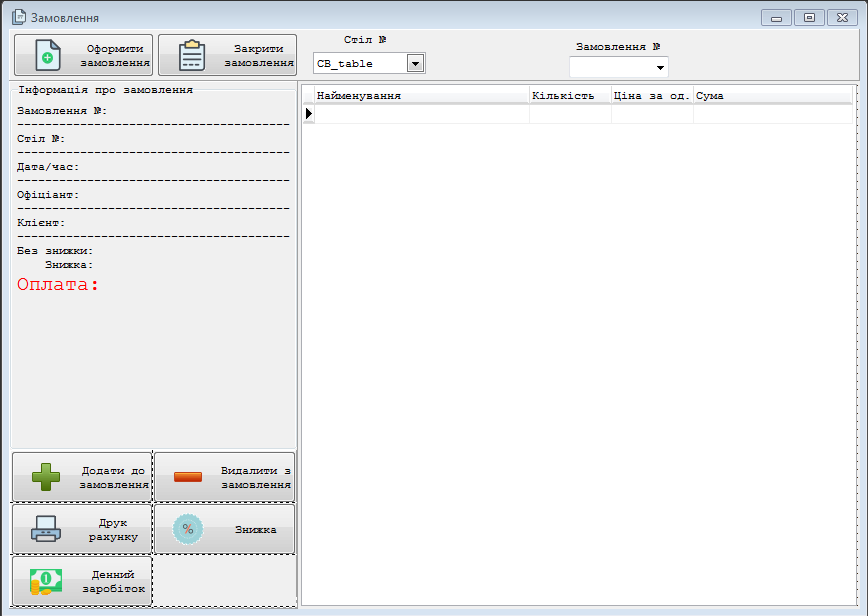 Замовлення
Оформити
замовлення
Закрити
замовлення
Стіл №
CB_table
Замовлення №
Інформація про замовлення
Замовлення №:
Стіл №:
Дата/час:
Офіціант:
Клієнт:
Без знижки:
Знижка:
Оплата:
Найменування Кількість Ціна за од. Сума
Додати до
замовлення
Видалити з
замовлення
Друк
рахунку
%
Знижка
Денний
заробіток